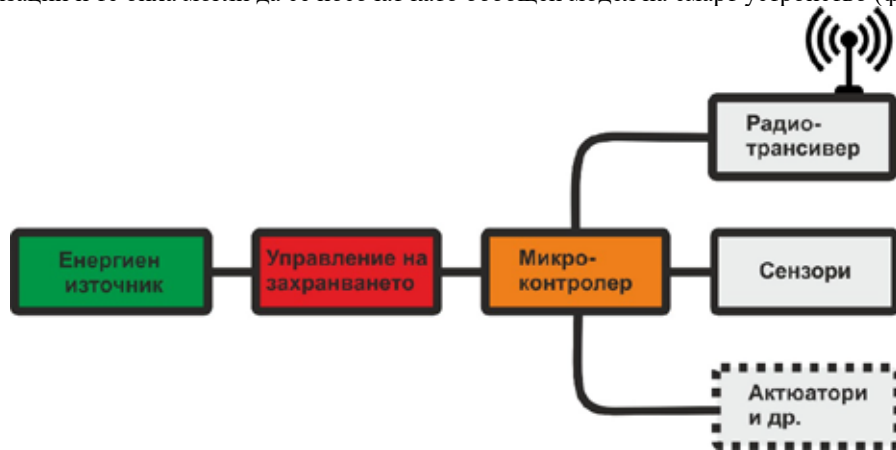 Радио-
трансивер
Енергиен
източник
Управление на
захранването
Микро-
контролер
Сензори
Актюатори
и др.